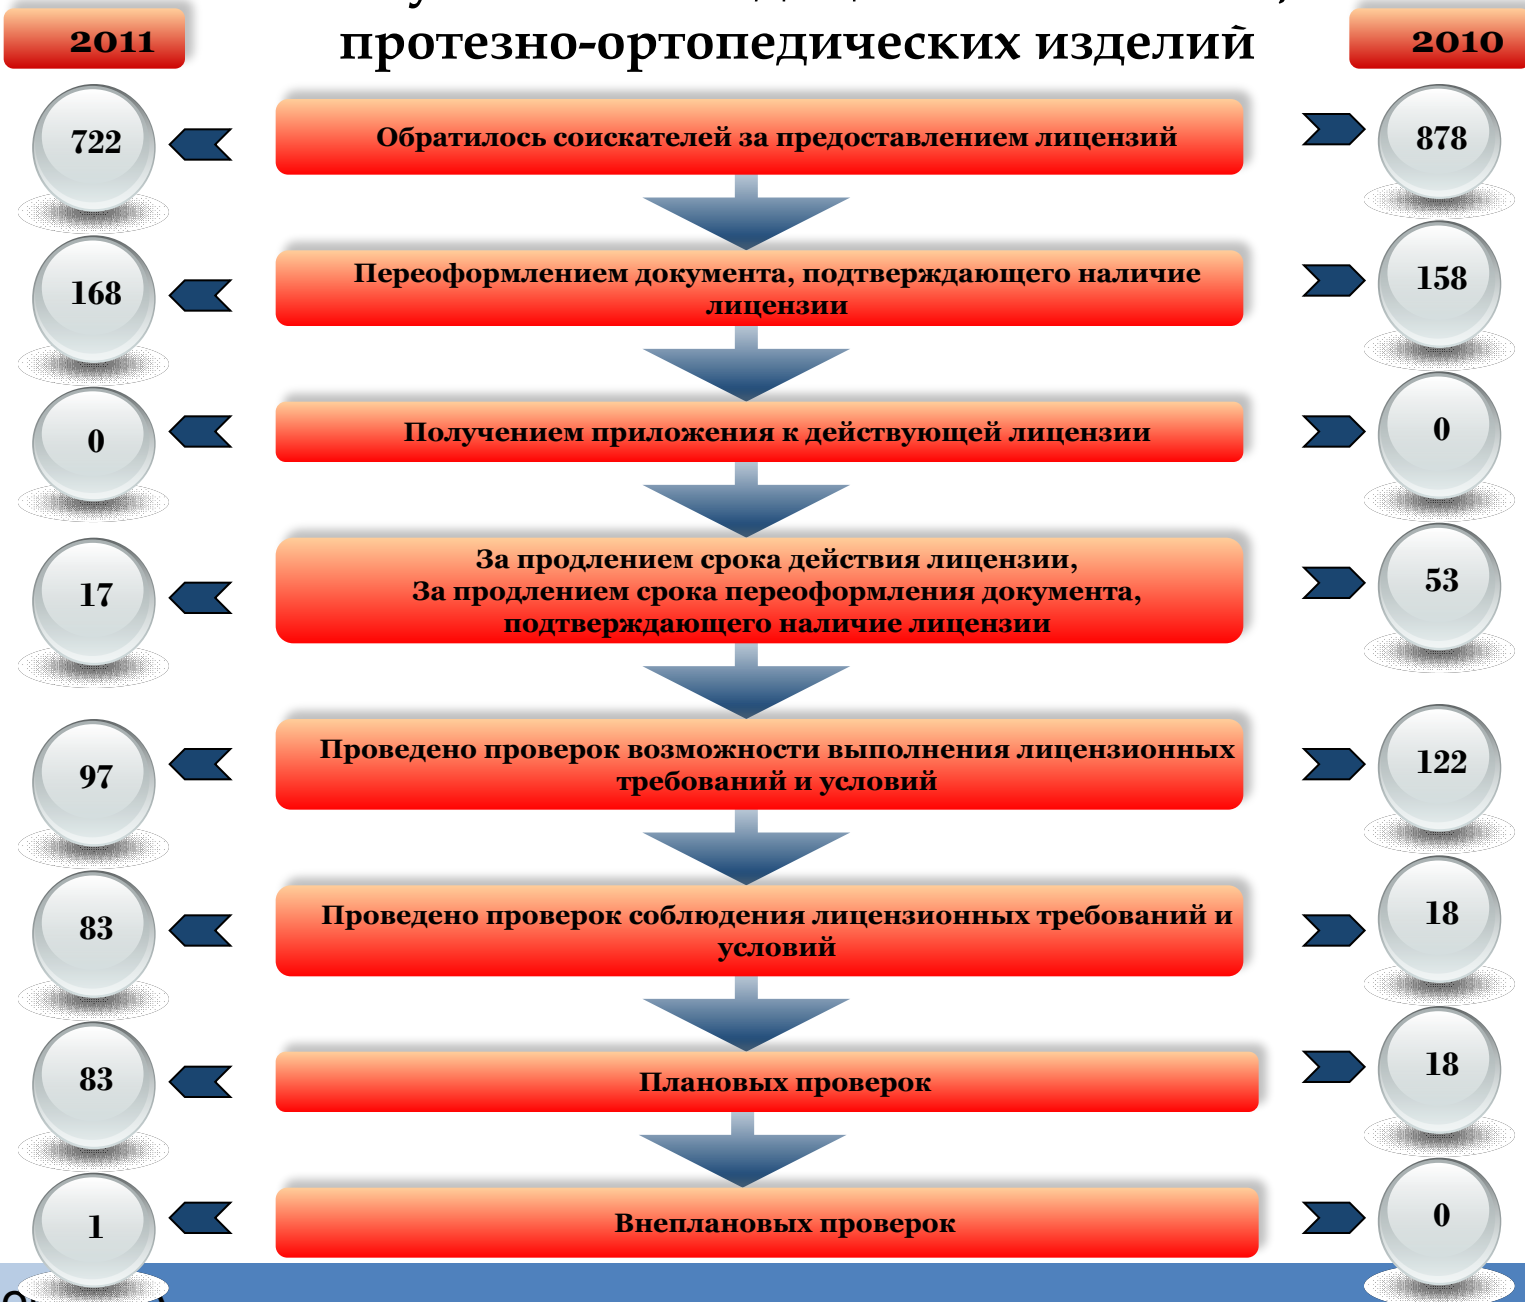 2011
протезно-ортопедических изделий
2010
722
Обратилось соискателей за предоставлением лицензий
878
168
Переоформлением документа, подтверждающего наличие
лицензии
158
0
Получением приложения к действующей лицензии
0
17
За продлением срока действия лицензии,
За продлением срока переоформления документа,
подтверждающего наличие лицензии
53
97
Проведено проверок возможности выполнения лицензионных
требований и условий
122
83
Проведено проверок соблюдения лицензионных требований и
условий
18
83
Плановых проверок
18
1
Внеплановых проверок
0